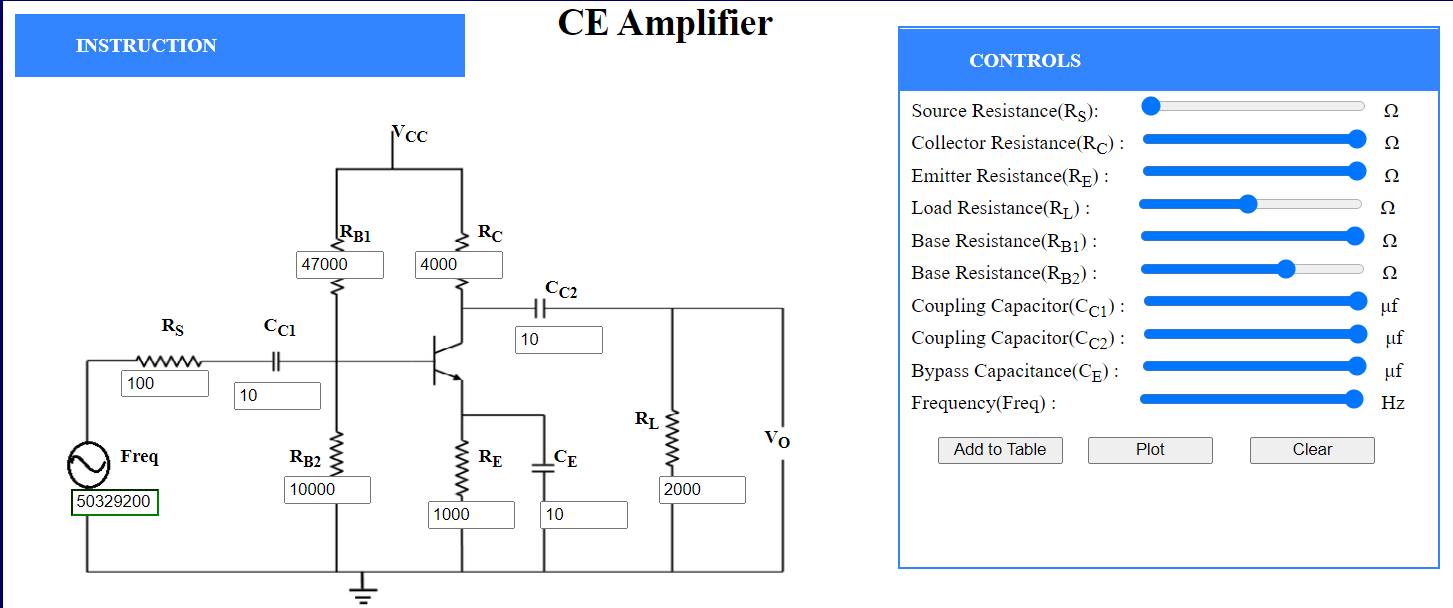 CE Amplifier
INSTRUCTION
VCC
RB1
47000
RC
4000
CC2
10
RS
100
CC1
10
Freq
50329200
RB2
10000
RE
1000
CE
10
RL
2000
VO
CONTROLS
Source Resistance(RS): Ω
Collector Resistance(RC) : Ω
Emitter Resistance(RE) : Ω
Load Resistance(RL) : Ω
Base Resistance(RB1) : Ω
Base Resistance(RB2) : Ω
Coupling Capacitor(CC1) : μf
Coupling Capacitor(CC2) : μf
Bypass Capacitance(CE) : μf
Frequency(Freq) : Hz
Add to Table Plot Clear